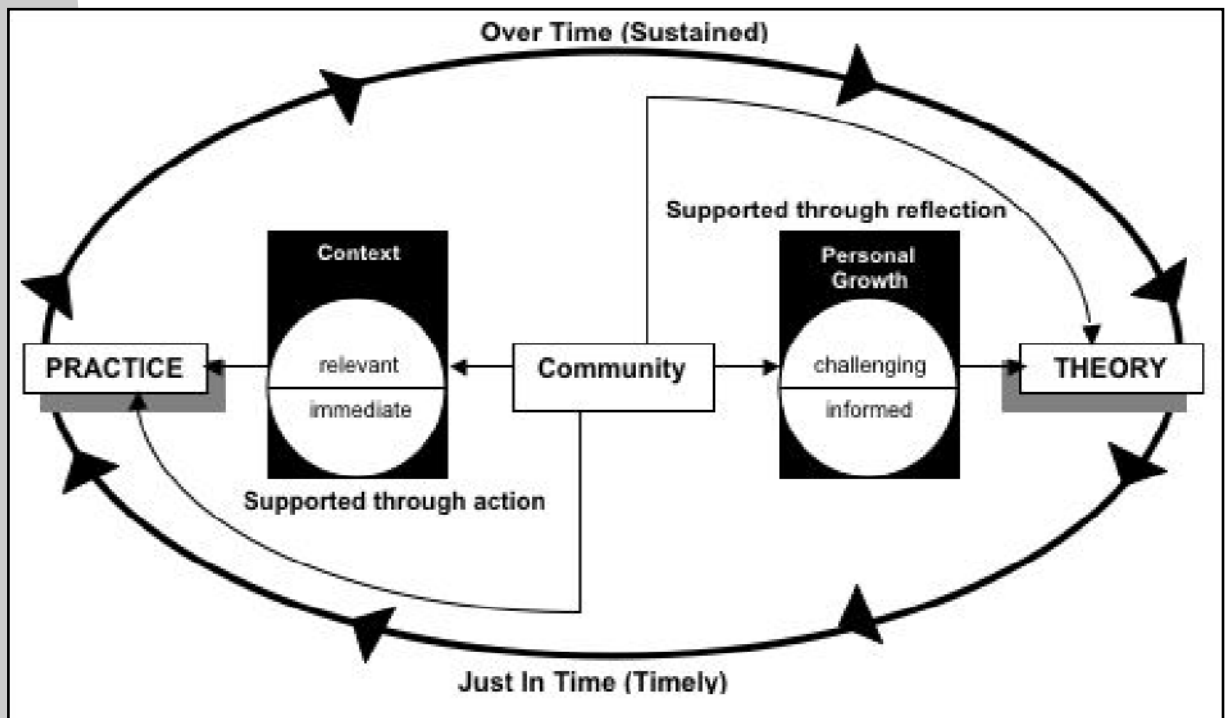 Over Time (Sustained)
Supported through reflection
Context
Personal
Growth
PRACTICE
relevant
immediate
Community
challenging
informed
THEORY
Supported through action
Just In Time (Timely)